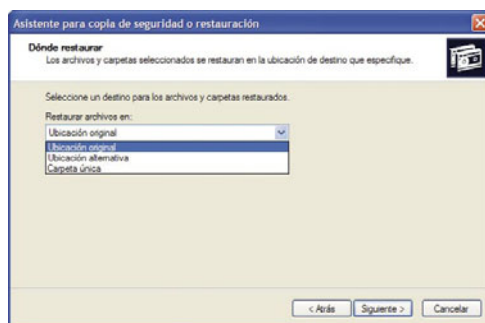 Asistente para copia de seguridad o restauración
Dónde restaurar
Los archivos y carpetas seleccionados se restauran en la ubicación de destino que especifique.
Seleccione un destino para los archivos y carpetas restaurados.
Restaurar archivos en:
Ubicación original
Ubicación original
Ubicación alternativa
Carpeta única
< Atrás Siguiente > Cancelar